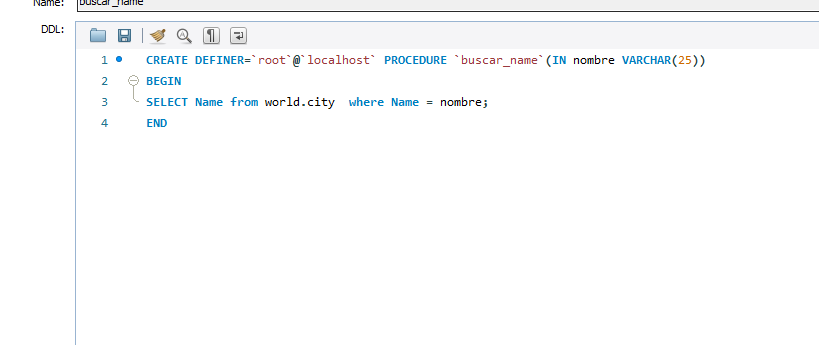 Name:
buscar_name
DDL:
1 CREATE DEFINER=`root`@`localhost` PROCEDURE `buscar_name`(IN nombre VARCHAR(25))
2 BEGIN
3 SELECT Name from world.city  where Name = nombre;
4 END